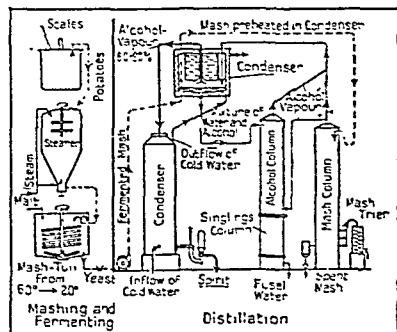 Scales
Potatoes
Steamer
Steam
Mash-Tun
From
60° → 20°
Yeast
Mashing and
Fermenting
Alcohol-
Vapour
Mash preheated in Condenser
Condenser
Mixture of
Water and
Alcohol
Alcohol
Vapour
Fermented Mash
Outflow of
Cold Water
Condenser
Singlings
Column
Alcohol Column
Mash Column
Mash
Trier
Inflow of
Cold Water
Spirit
Fusel
Water
Spent
Mash
Distillation